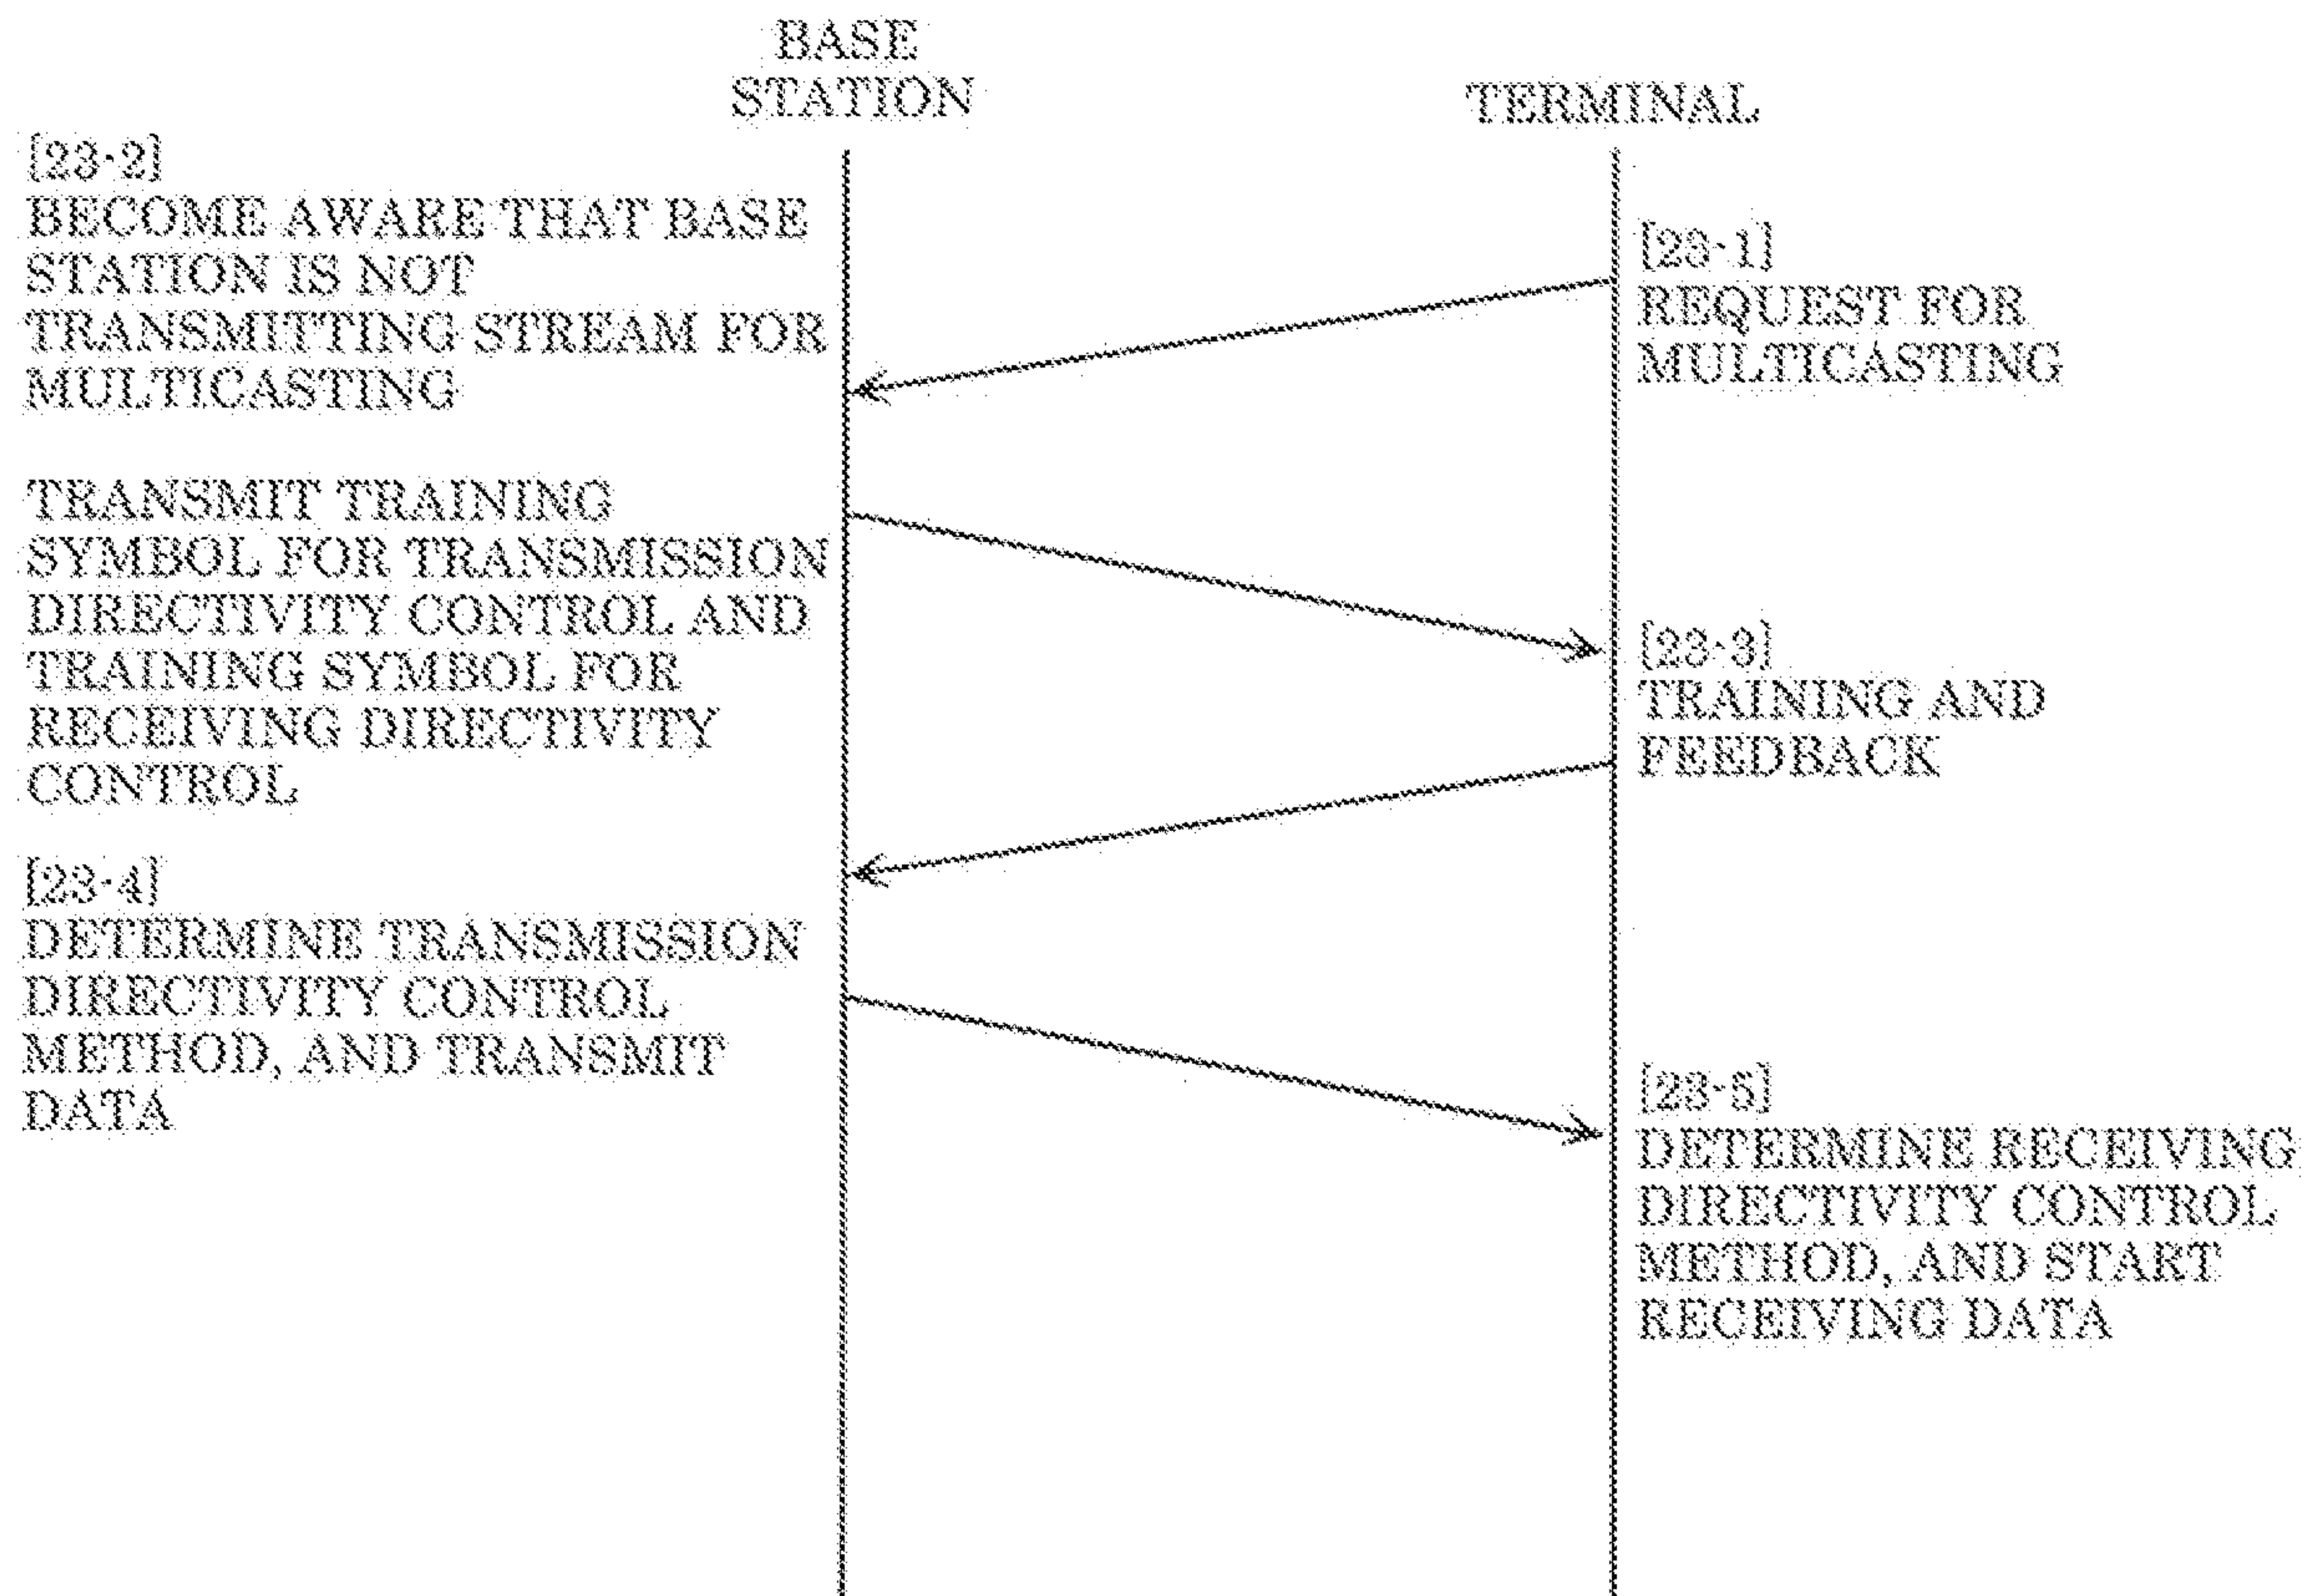 BASE
STATION
TERMINAL
[23-2]
BECOME AWARE THAT BASE
STATION IS NOT
TRANSMITTING STREAM FOR
MULTICASTING
[23-1]
REQUEST FOR
MULTICASTING
TRANSMIT TRAINING
SYMBOL FOR TRANSMISSION
DIRECTIVITY CONTROL AND
TRAINING SYMBOL FOR
RECEIVING DIRECTIVITY
CONTROL
[23-3]
TRAINING AND
FEEDBACK
[23-4]
DETERMINE TRANSMISSION
DIRECTIVITY CONTROL
METHOD, AND TRANSMIT
DATA
[23-5]
DETERMINE RECEIVING
DIRECTIVITY CONTROL
METHOD, AND START
RECEIVING DATA